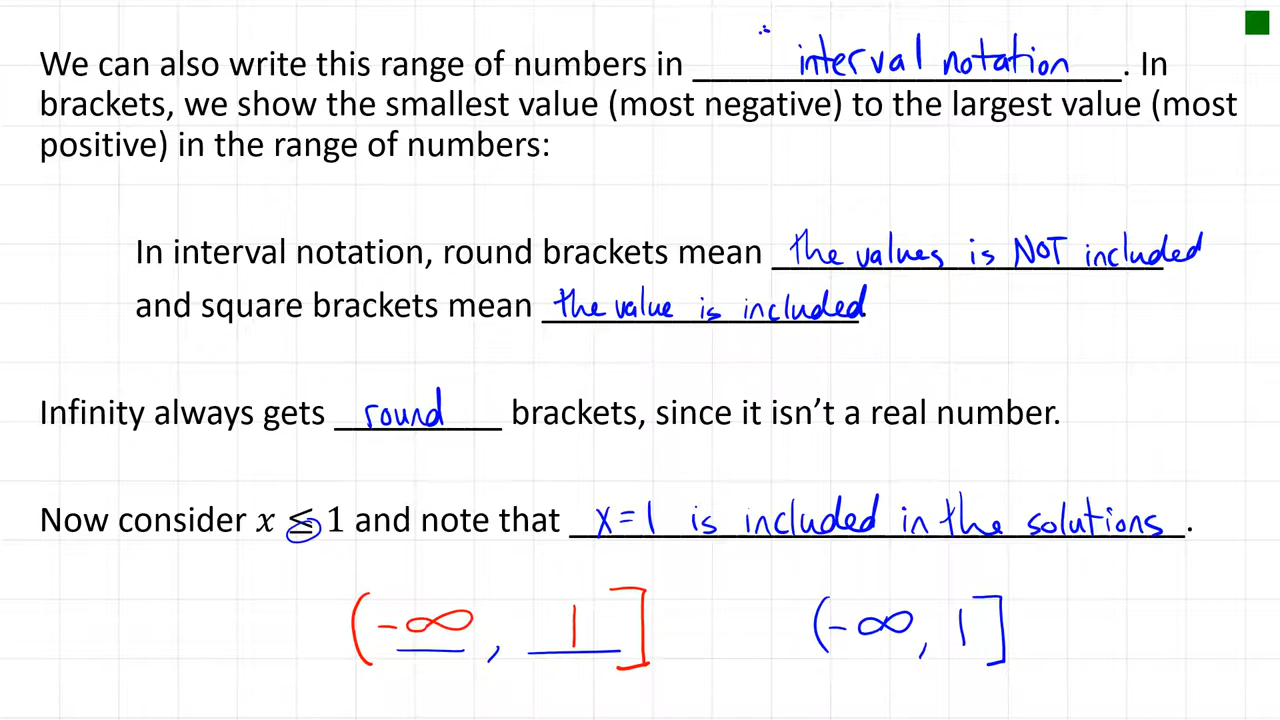 We can also write this range of numbers in interval notation. In
brackets, we show the smallest value (most negative) to the largest value (most
positive) in the range of numbers:
In interval notation, round brackets mean the values is NOT included
and square brackets mean the value is included.
Infinity always gets round brackets, since it isn't a real number.
Now consider x ≤ 1 and note that x=1 is included in the solutions.
(-∞, 1] (-∞, 1]